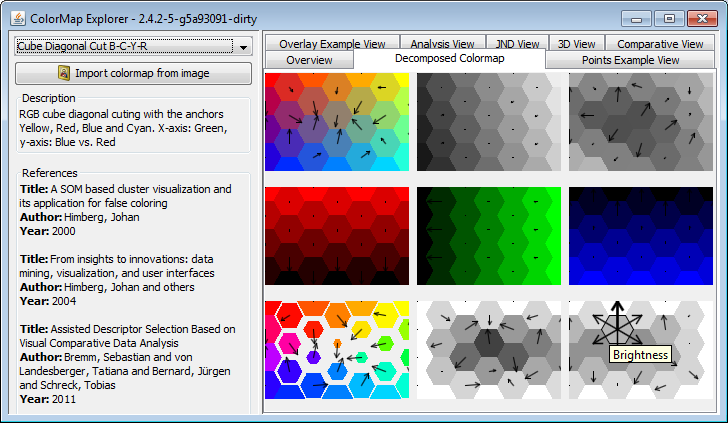 ColorMap Explorer - 2.4.2-5-g5a93091-dirty
Cube Diagonal Cut B-C-Y-R
Import colormap from image
Description
RGB cube diagonal cuting with the anchors
Yellow, Red, Blue and Cyan. X-axis: Green,
y-axis: Blue vs. Red
References
Title: A SOM based cluster visualization and
its application for false coloring
Author: Himberg, Johan
Year: 2000
Title: From insights to innovations: data
mining, visualization, and user interfaces
Author: Himberg, Johan and others
Year: 2004
Title: Assisted Descriptor Selection Based on
Visual Comparative Data Analysis
Author: Bremm, Sebastian and von
Landesberger, Tatiana and Bernard, Jürgen
and Schreck, Tobias
Year: 2011
Overlay Example View
Analysis View
JND View
3D View
Comparative View
Overview
Decomposed Colormap
Points Example View
Brightness